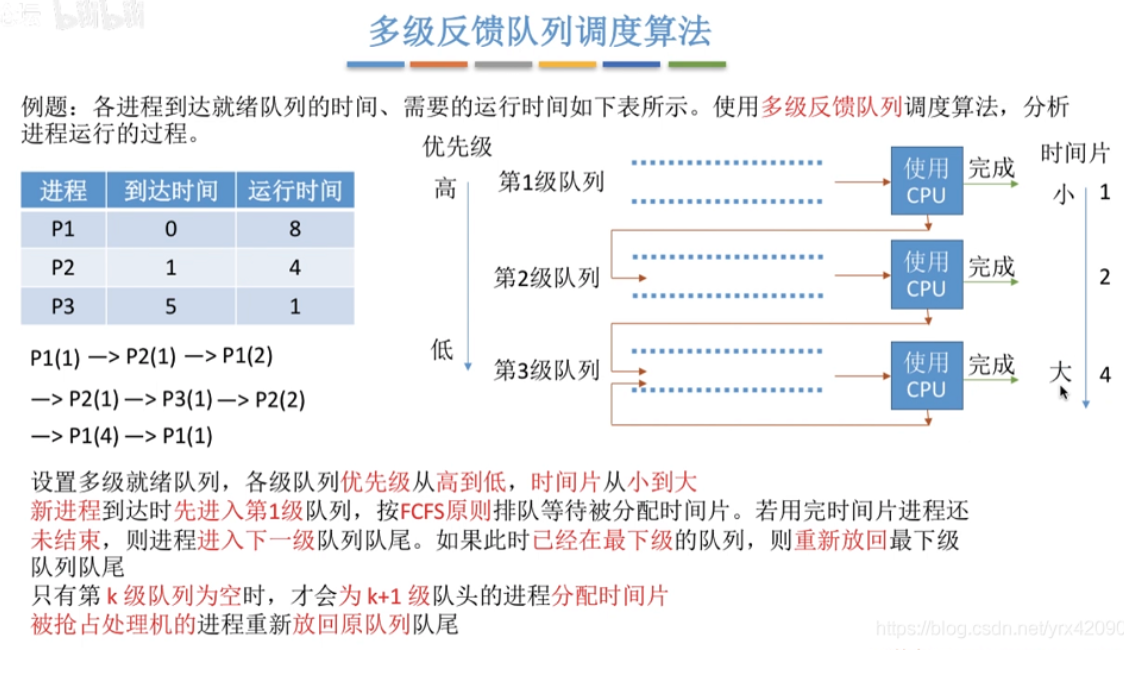 bilibili
多级反馈队列调度算法
例题：各进程到达就绪队列的时间、需要的运行时间如下表所示。使用多级反馈队列调度算法，分析
进程运行的过程。
进程 到达时间 运行时间
P1 0 8
P2 1 4
P3 5 1
P1(1) —> P2(1) —> P1(2)
—> P2(1) —> P3(1) —> P2(2)
—> P1(4) —> P1(1)
优先级
高
低
第1级队列
使用
CPU
完成
第2级队列
使用
CPU
完成
第3级队列
使用
CPU
完成
时间片
小 1
2
大 4
设置多级就绪队列，各级队列优先级从高到低，时间片从小到大
新进程到达时先进入第1级队列，按FCFS原则排队等待被分配时间片。若用完时间片进程还
未结束，则进程进入下一级队列队尾。如果此时已经在最下级的队列，则重新放回最下级
队列队尾
只有第 k 级队列为空时，才会为 k+1 级队头的进程分配时间片
被抢占处理机的进程重新放回原队列队尾
https://blog.csdn.net/yrx42090